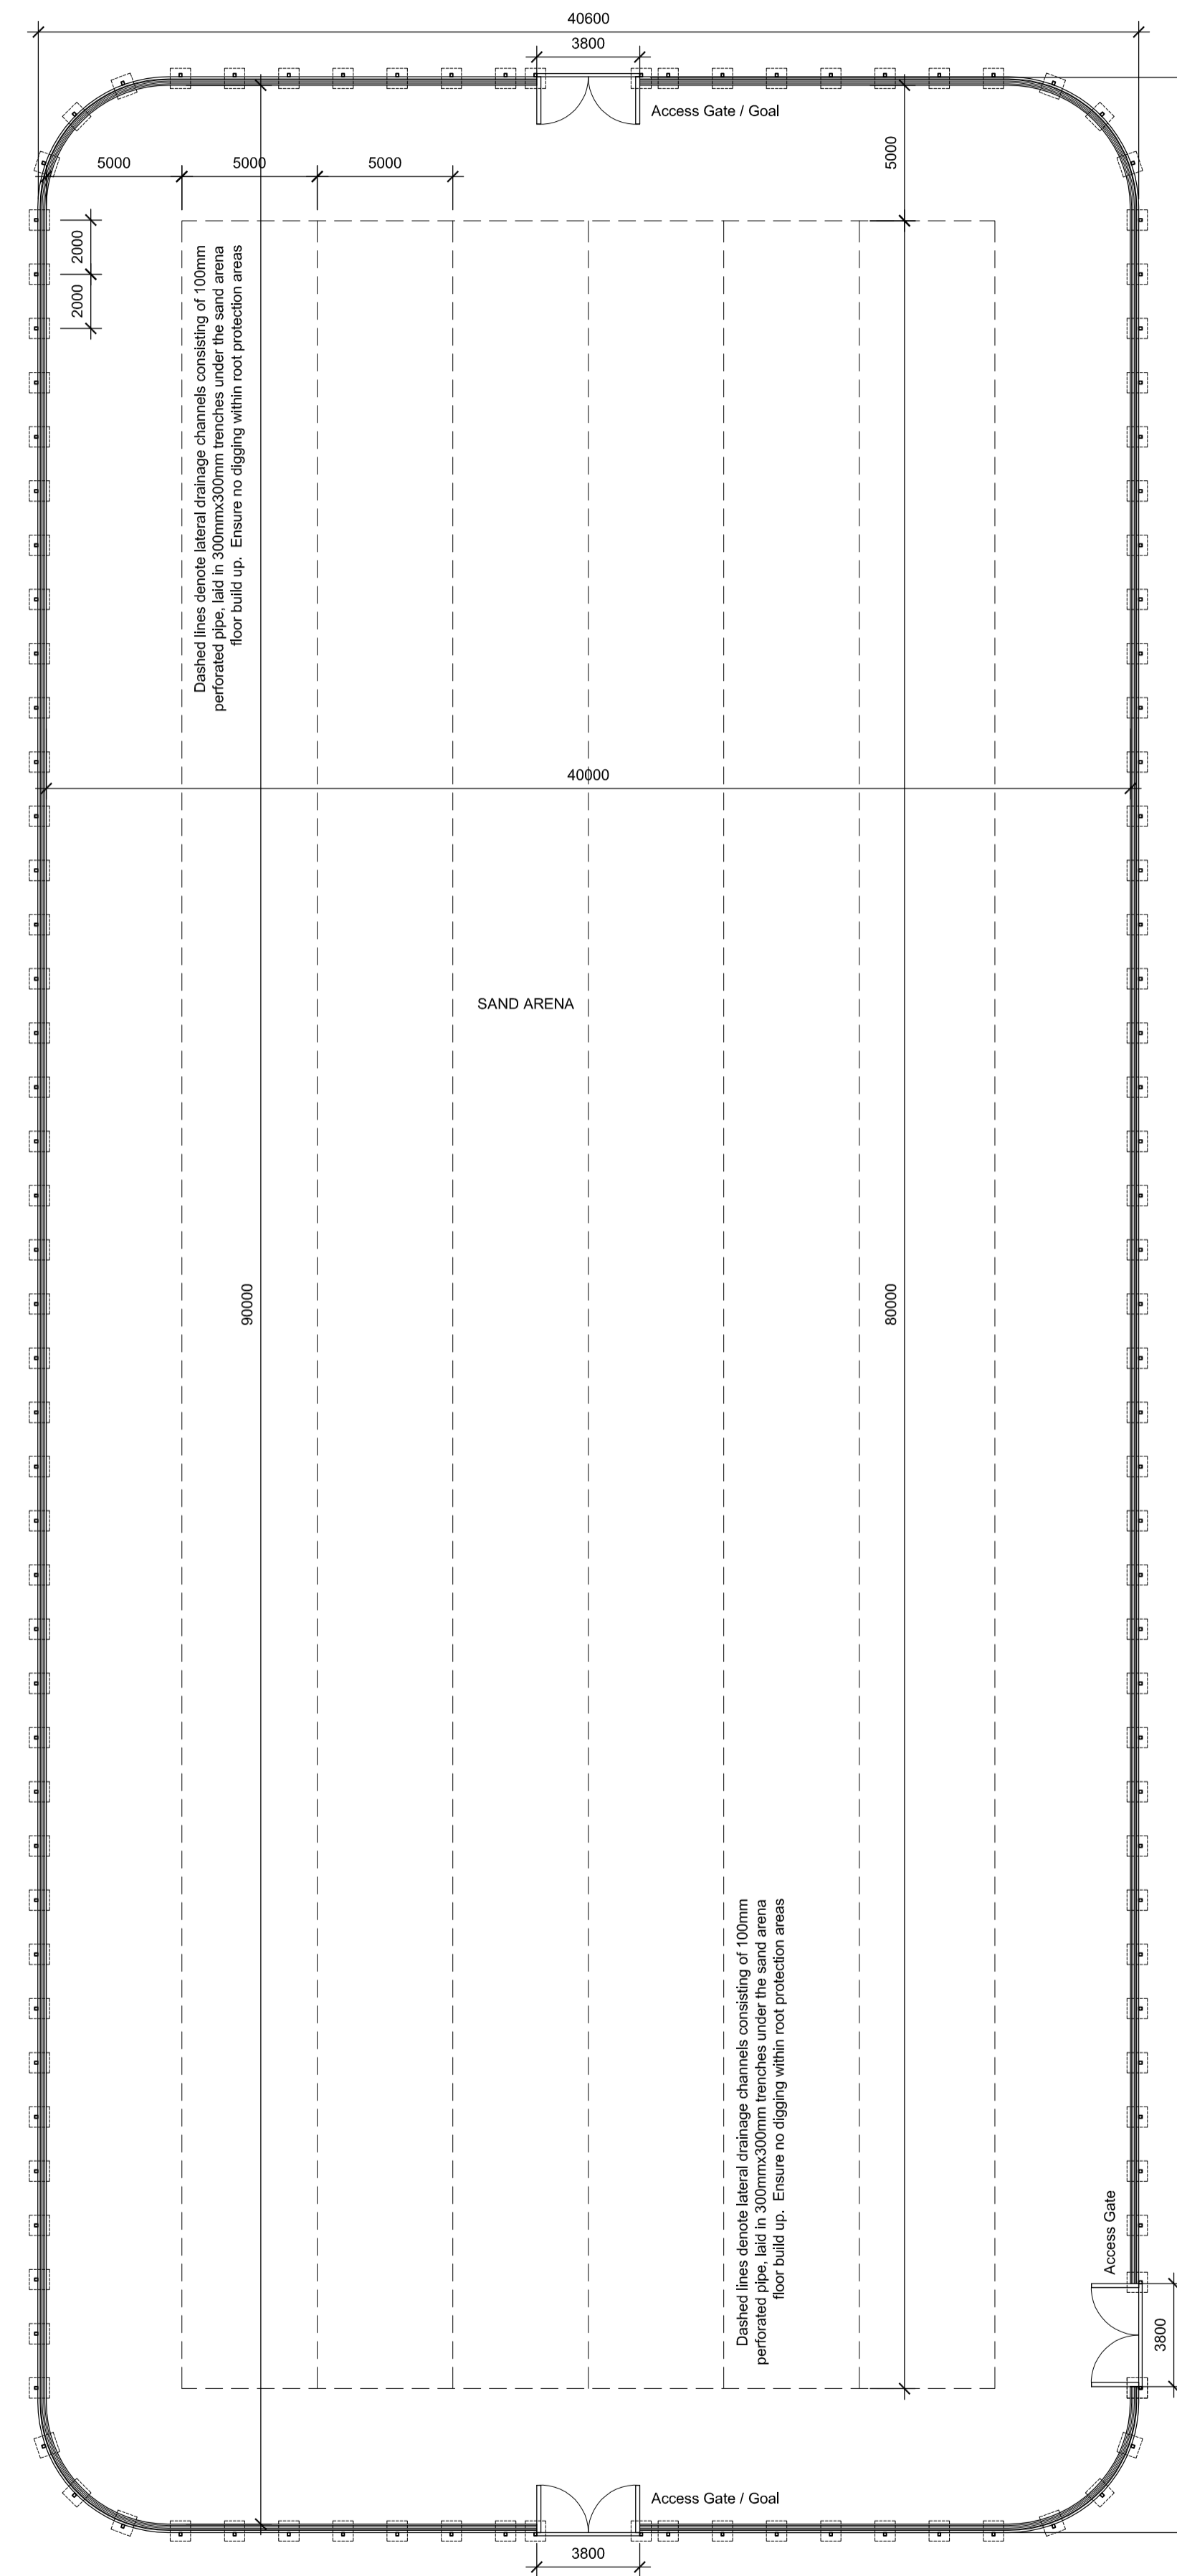 40600
3800
Access Gate / Goal
5000
5000
5000
5000
2000
2000
Dashed lines denote lateral drainage channels consisting of 100mm
perforated pipe, laid in 300mmx300mm trenches under the sand arena
floor build up.  Ensure no digging within root protection areas
40000
SAND ARENA
90000
80000
Dashed lines denote lateral drainage channels consisting of 100mm
perforated pipe, laid in 300mmx300mm trenches under the sand arena
floor build up.  Ensure no digging within root protection areas
Access Gate
3800
Access Gate / Goal
3800